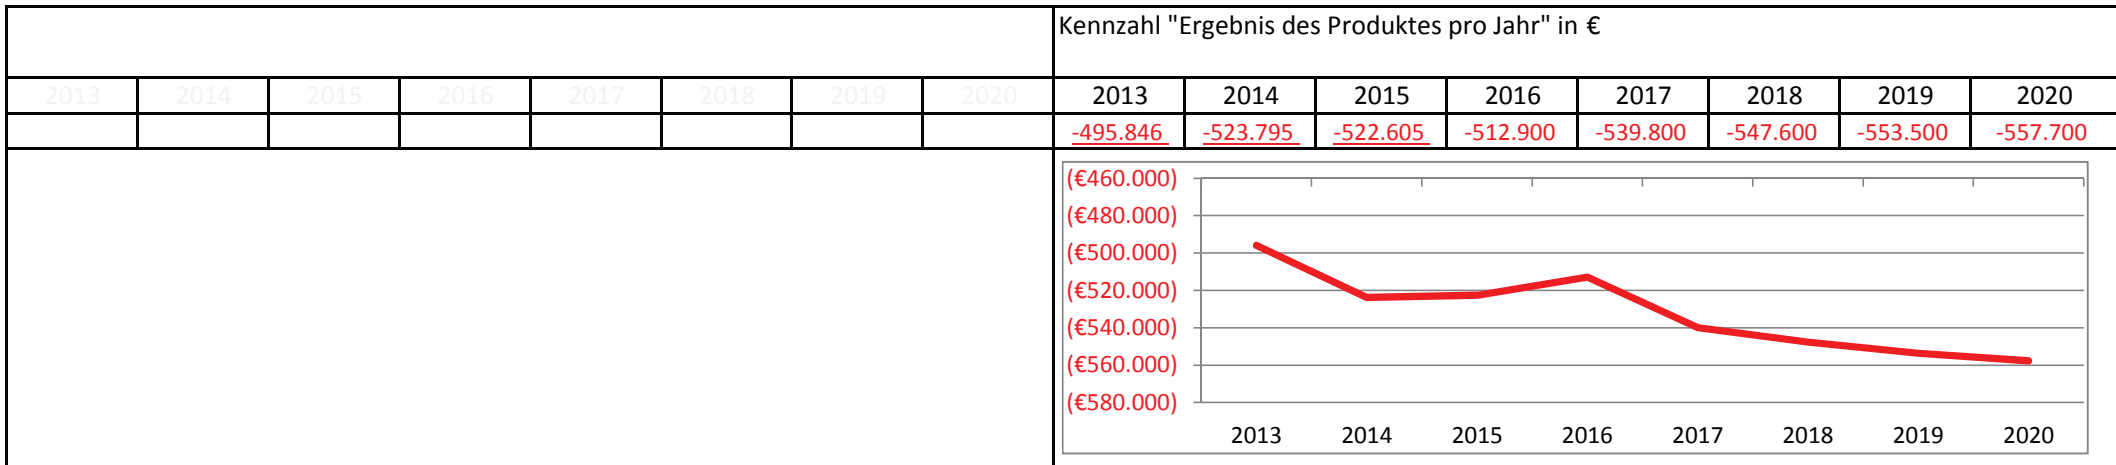 Kennzahl "Ergebnis des Produktes pro Jahr" in €
2013 2014 2015 2016 2017 2018 2019 2020 2013 2014 2015 2016 2017 2018 2019 2020
-495.846 -523.795 -522.605 -512.900 -539.800 -547.600 -553.500 -557.700
(€460.000)
(€480.000)
(€500.000)
(€520.000)
(€540.000)
(€560.000)
(€580.000)
2013 2014 2015 2016 2017 2018 2019 2020